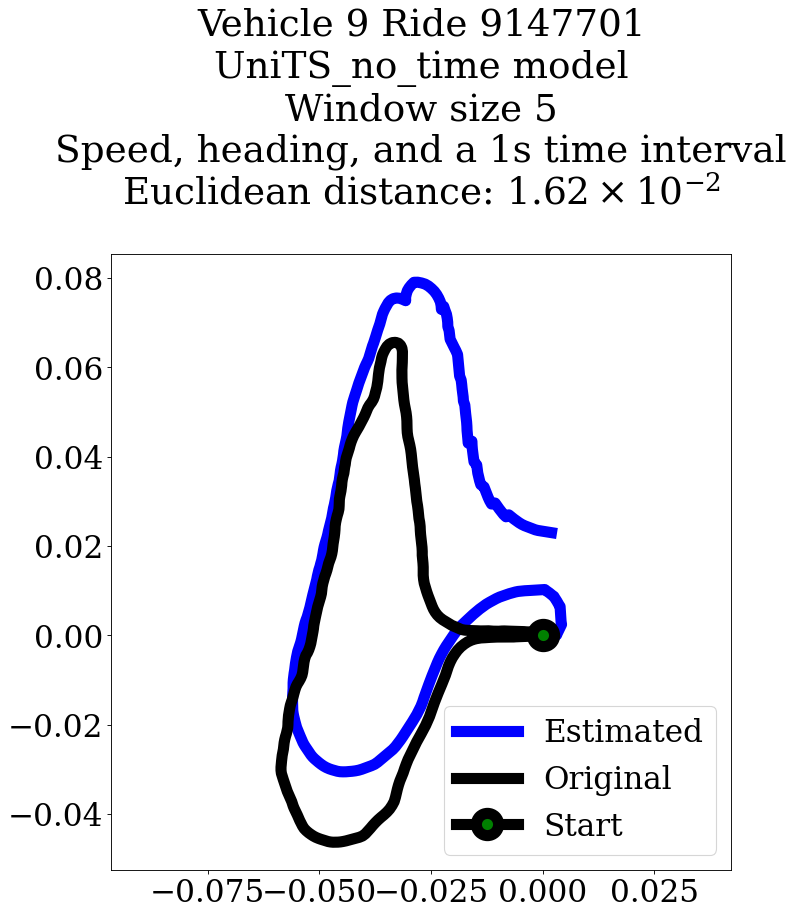 Vehicle 9 Ride 9147701
UniTS_no_time model
Window size 5
Speed, heading, and a 1s time interval
Euclidean distance: 1.62 × 10⁻²
0.08
0.06
0.04
0.02
0.00
−0.02
−0.04
Estimated
Original
Start
−0.075 −0.050 −0.025 0.000 0.025